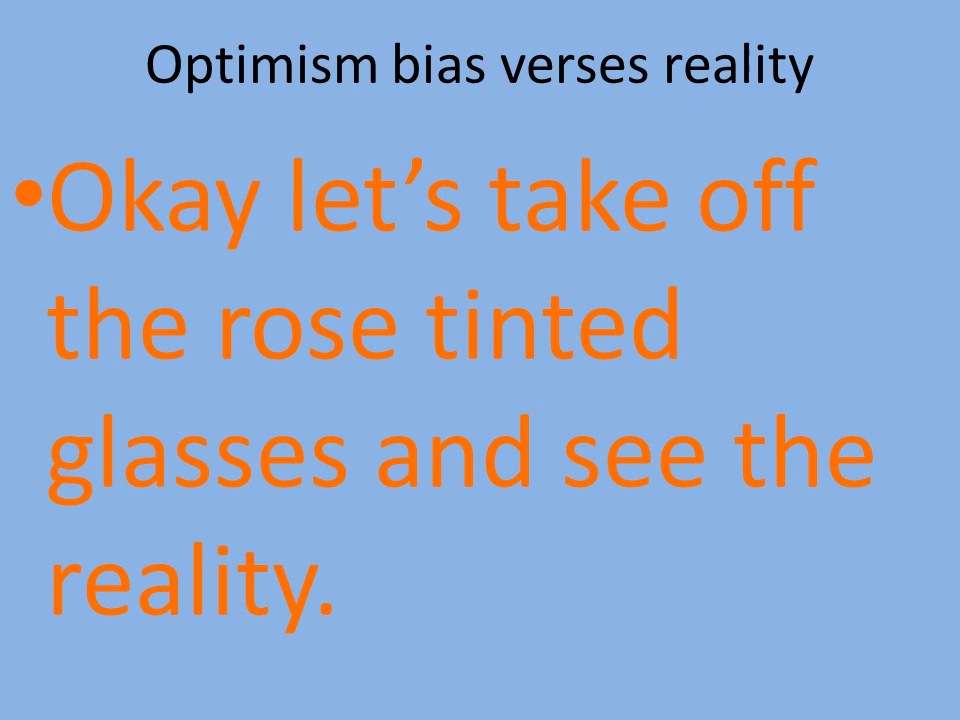 Optimism bias verses reality
•Okay let’s take off
the rose tinted
glasses and see the
reality.